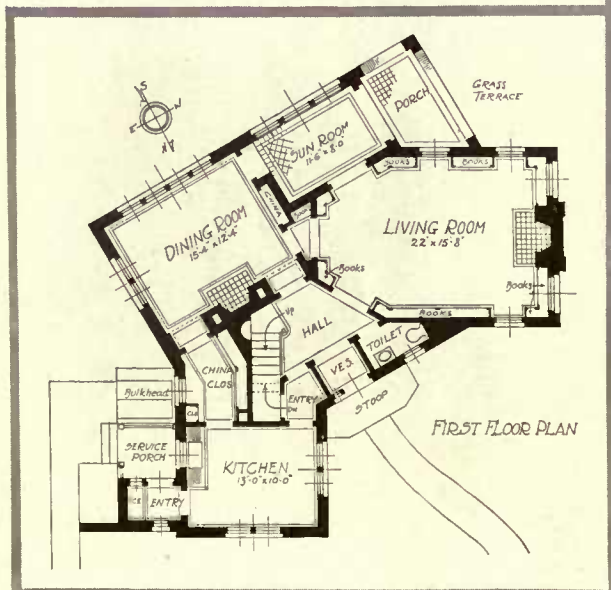 S
N
E
W
GRASS
TERRACE
PORCH
SUN ROOM
11'-6" x 8'-0
BOOKS
BOOKS
CHINA
BOOKS
DINING ROOM
15'-4" x 12'-4"
LIVING ROOM
22' x 15'-8"
Books
Books
BOOKS
UP
HALL
TOILET
VES.
CHINA
CLOS
ENTRY
DN
STOOP
Bulkhead
FIRST FLOOR PLAN
SERVICE
PORCH
KITCHEN
13'-0" x 10'-0"
ENTRY